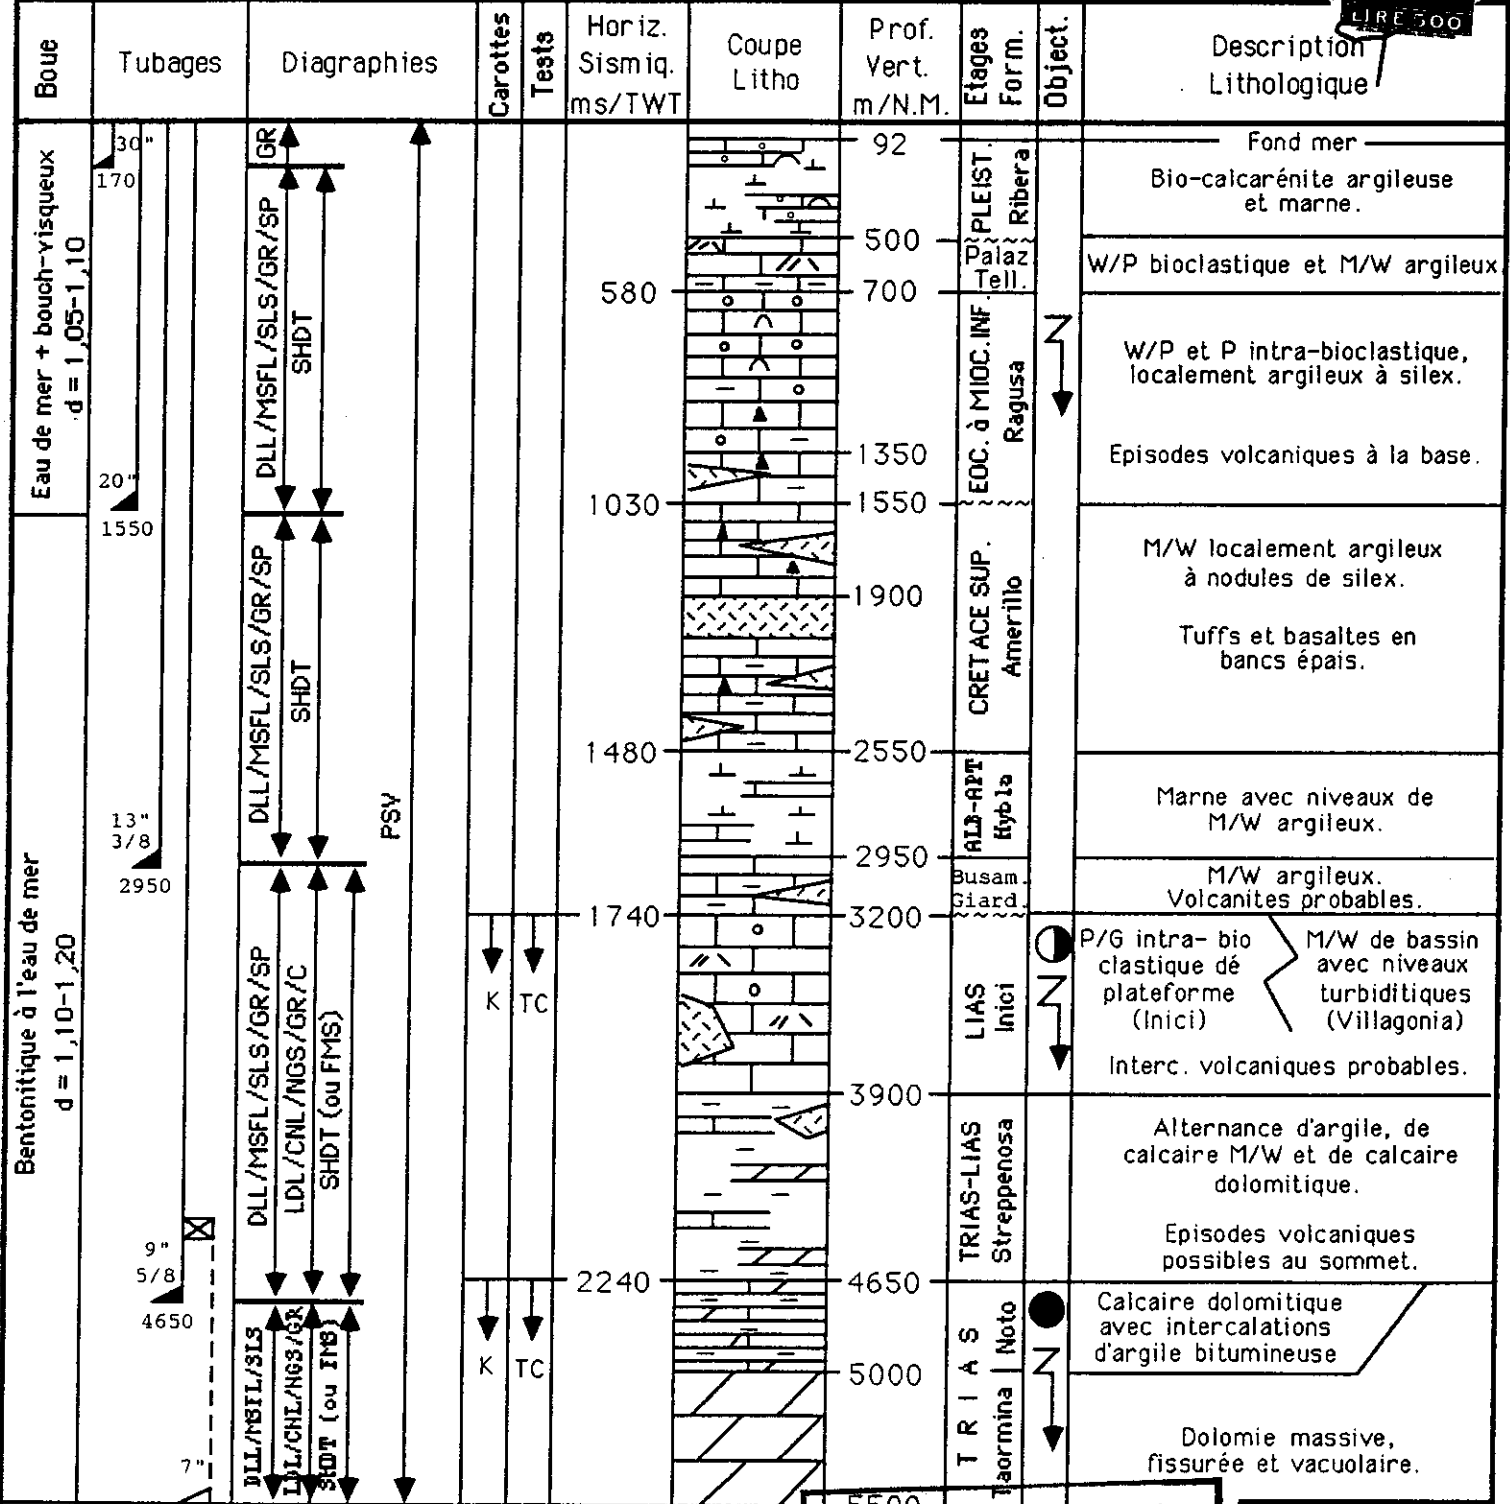 Boue
Tubages
Diagraphies
Carottes
Tests
Horiz.
Sismiq.
ms/TWT
Coupe
Litho
Prof.
Vert.
m/N.M.
Etages
Form.
Object.
LIRE 500
Description
Lithologique
Eau de mer + bouch-visqueux
d = 1,05-1,10
Bentonitique à l'eau de mer
d = 1,10-1,20
30"
170
20"
1550
13"
3/8
2950
9"
5/8
4650
7"
GR
DLL/MSFL/SLS/GR/SP
SHDT
DLL/MSFL/SLS/GR/SP
SHDT
DLL/MSFL/SLS/GR/SP
LDL/CNL/NGS/GR/C
SHDT (ou FMS)
DLL/MSFL/SLS
LDL/CNL/NGS/GR
SHDT (ou FMS)
PSV
K
TC
K
TC
580
1030
1480
1740
2240
92
500
700
1350
1550
1900
2550
2950
3200
3900
4650
5000
5500
PLEIST.
Ribera
Palaz
Tell.
EOC. à MIOC. INF.
Ragusa
CRETACE SUP.
Amerillo
ALB-APT
Hybla
Busam.
Giard.
LIAS
Inici
TRIAS-LIAS
Streppenosa
TRIAS
Noto
Taormina
Fond mer
Bio-calcarénite argileuse
et marne.
W/P bioclastique et M/W argileux
W/P et P intra-bioclastique,
localement argileux à silex.
Episodes volcaniques à la base.
M/W localement argileux
à nodules de silex.
Tuffs et basaltes en
bancs épais.
Marne avec niveaux de
M/W argileux.
M/W argileux.
Volcanites probables.
P/G intra- bio
clastique dé
plateforme
(Inici)
M/W de bassin
avec niveaux
turbiditiques
(Villagonia)
Interc. volcaniques probables.
Alternance d'argile, de
calcaire M/W et de calcaire
dolomitique.
Episodes volcaniques
possibles au sommet.
Calcaire dolomitique
avec intercalations
d'argile bitumineuse
Dolomie massive,
fissurée et vacuolaire.